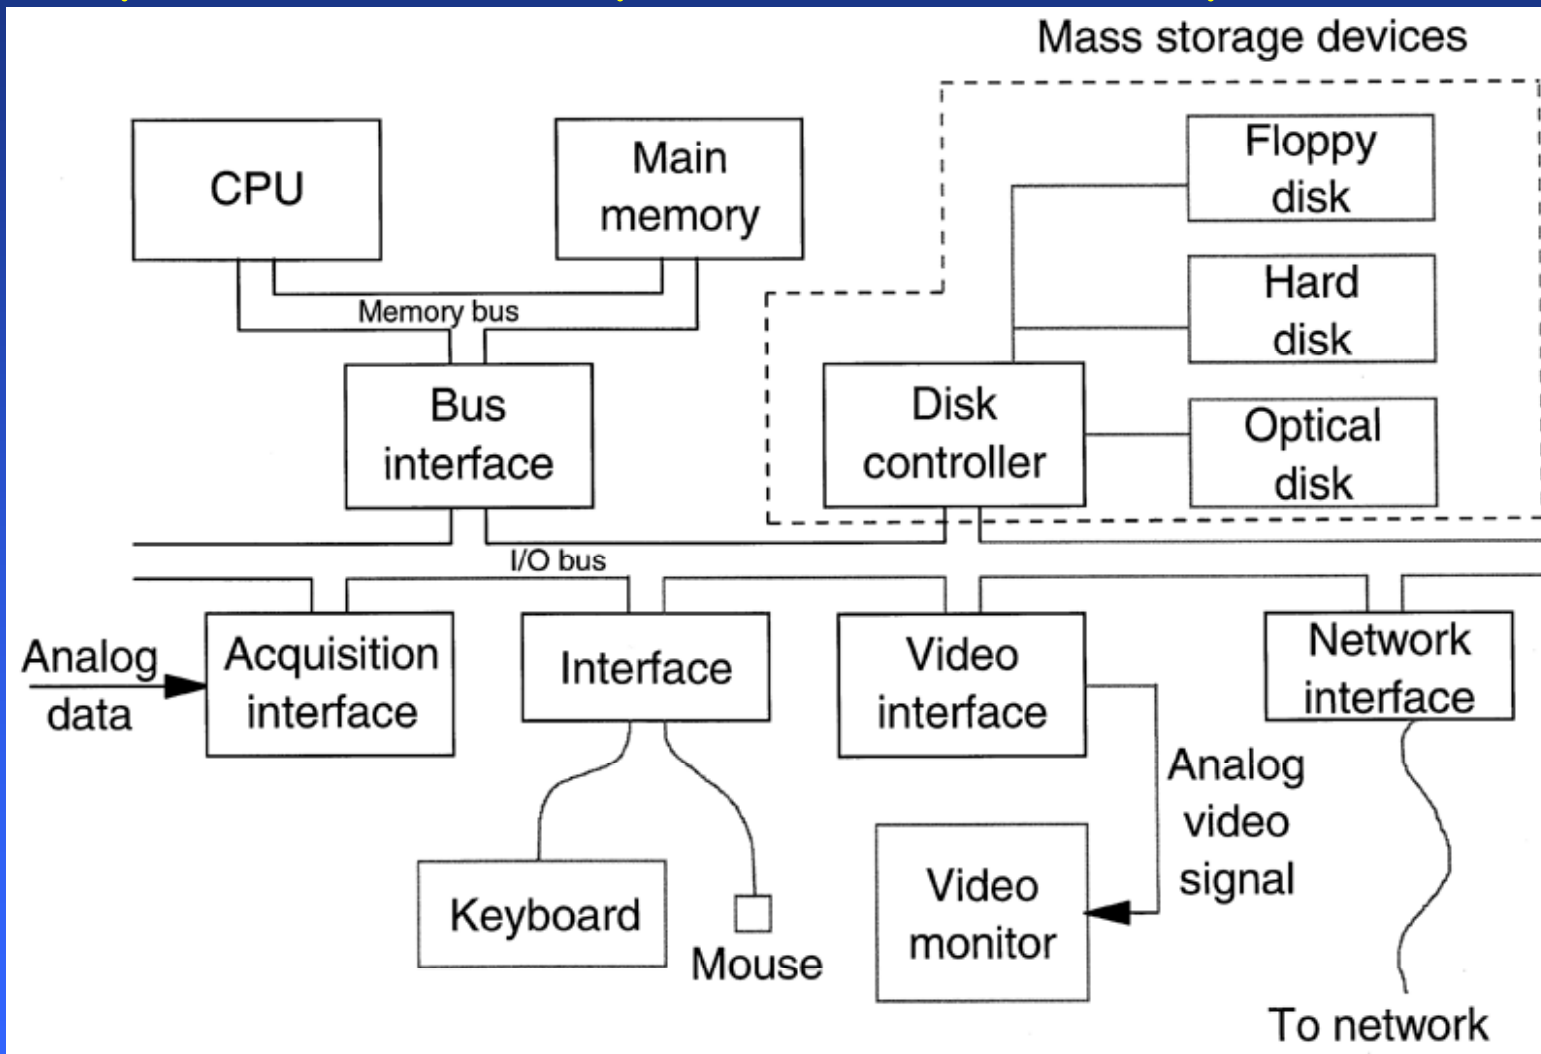 Mass storage devices
CPU
Main
memory
Floppy
disk
Memory bus
Hard
disk
Bus
interface
Disk
controller
Optical
disk
I/O bus
Analog
data
Acquisition
interface
Interface
Video
interface
Network
interface
Analog
video
signal
Keyboard
Mouse
Video
monitor
To network